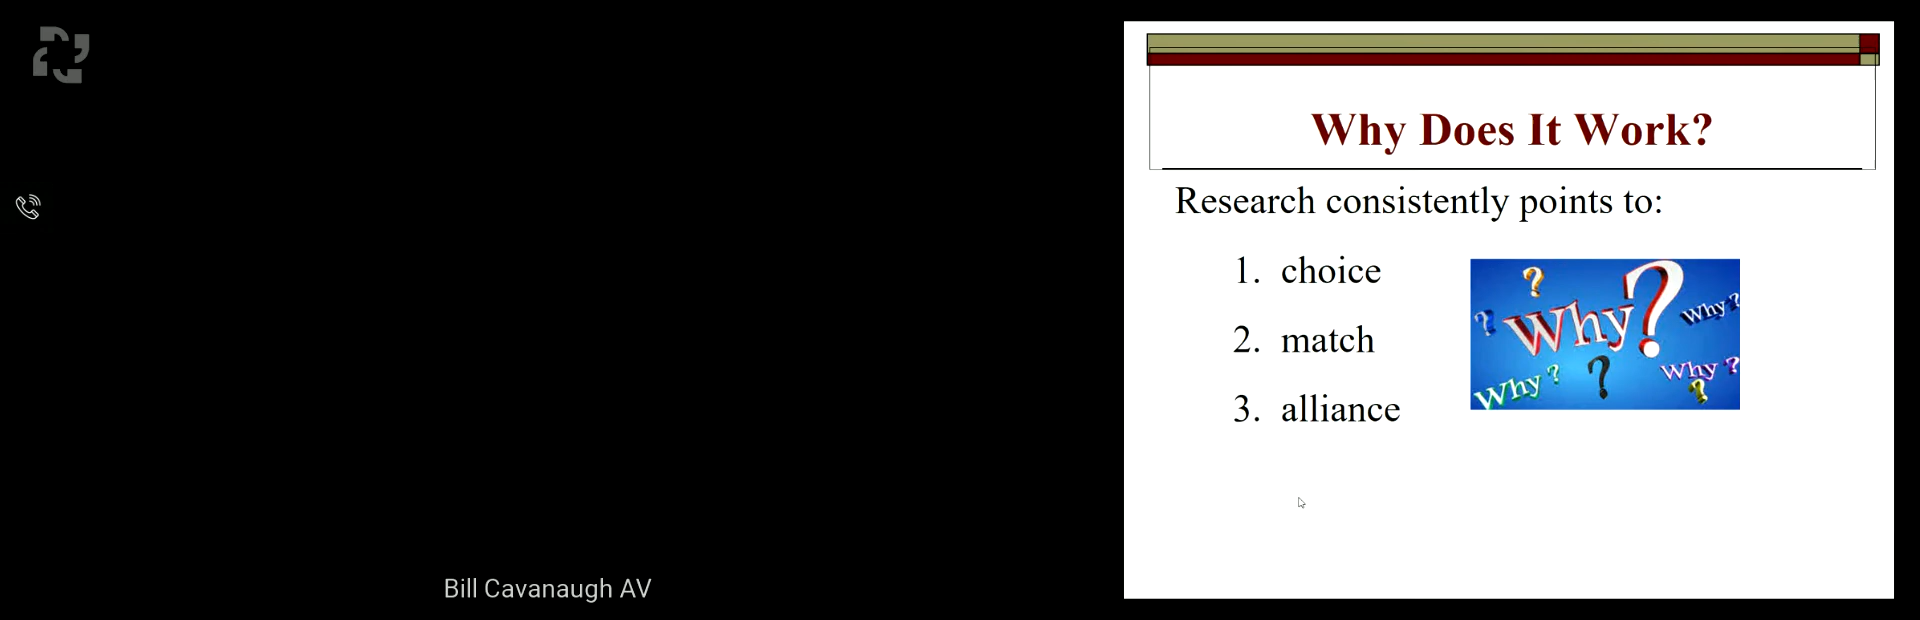 Why Does It Work?
Research consistently points to:
1. choice
2. match
3. alliance
?
?
Why?
Why?
Why?
?
Why?
?
Bill Cavanaugh AV